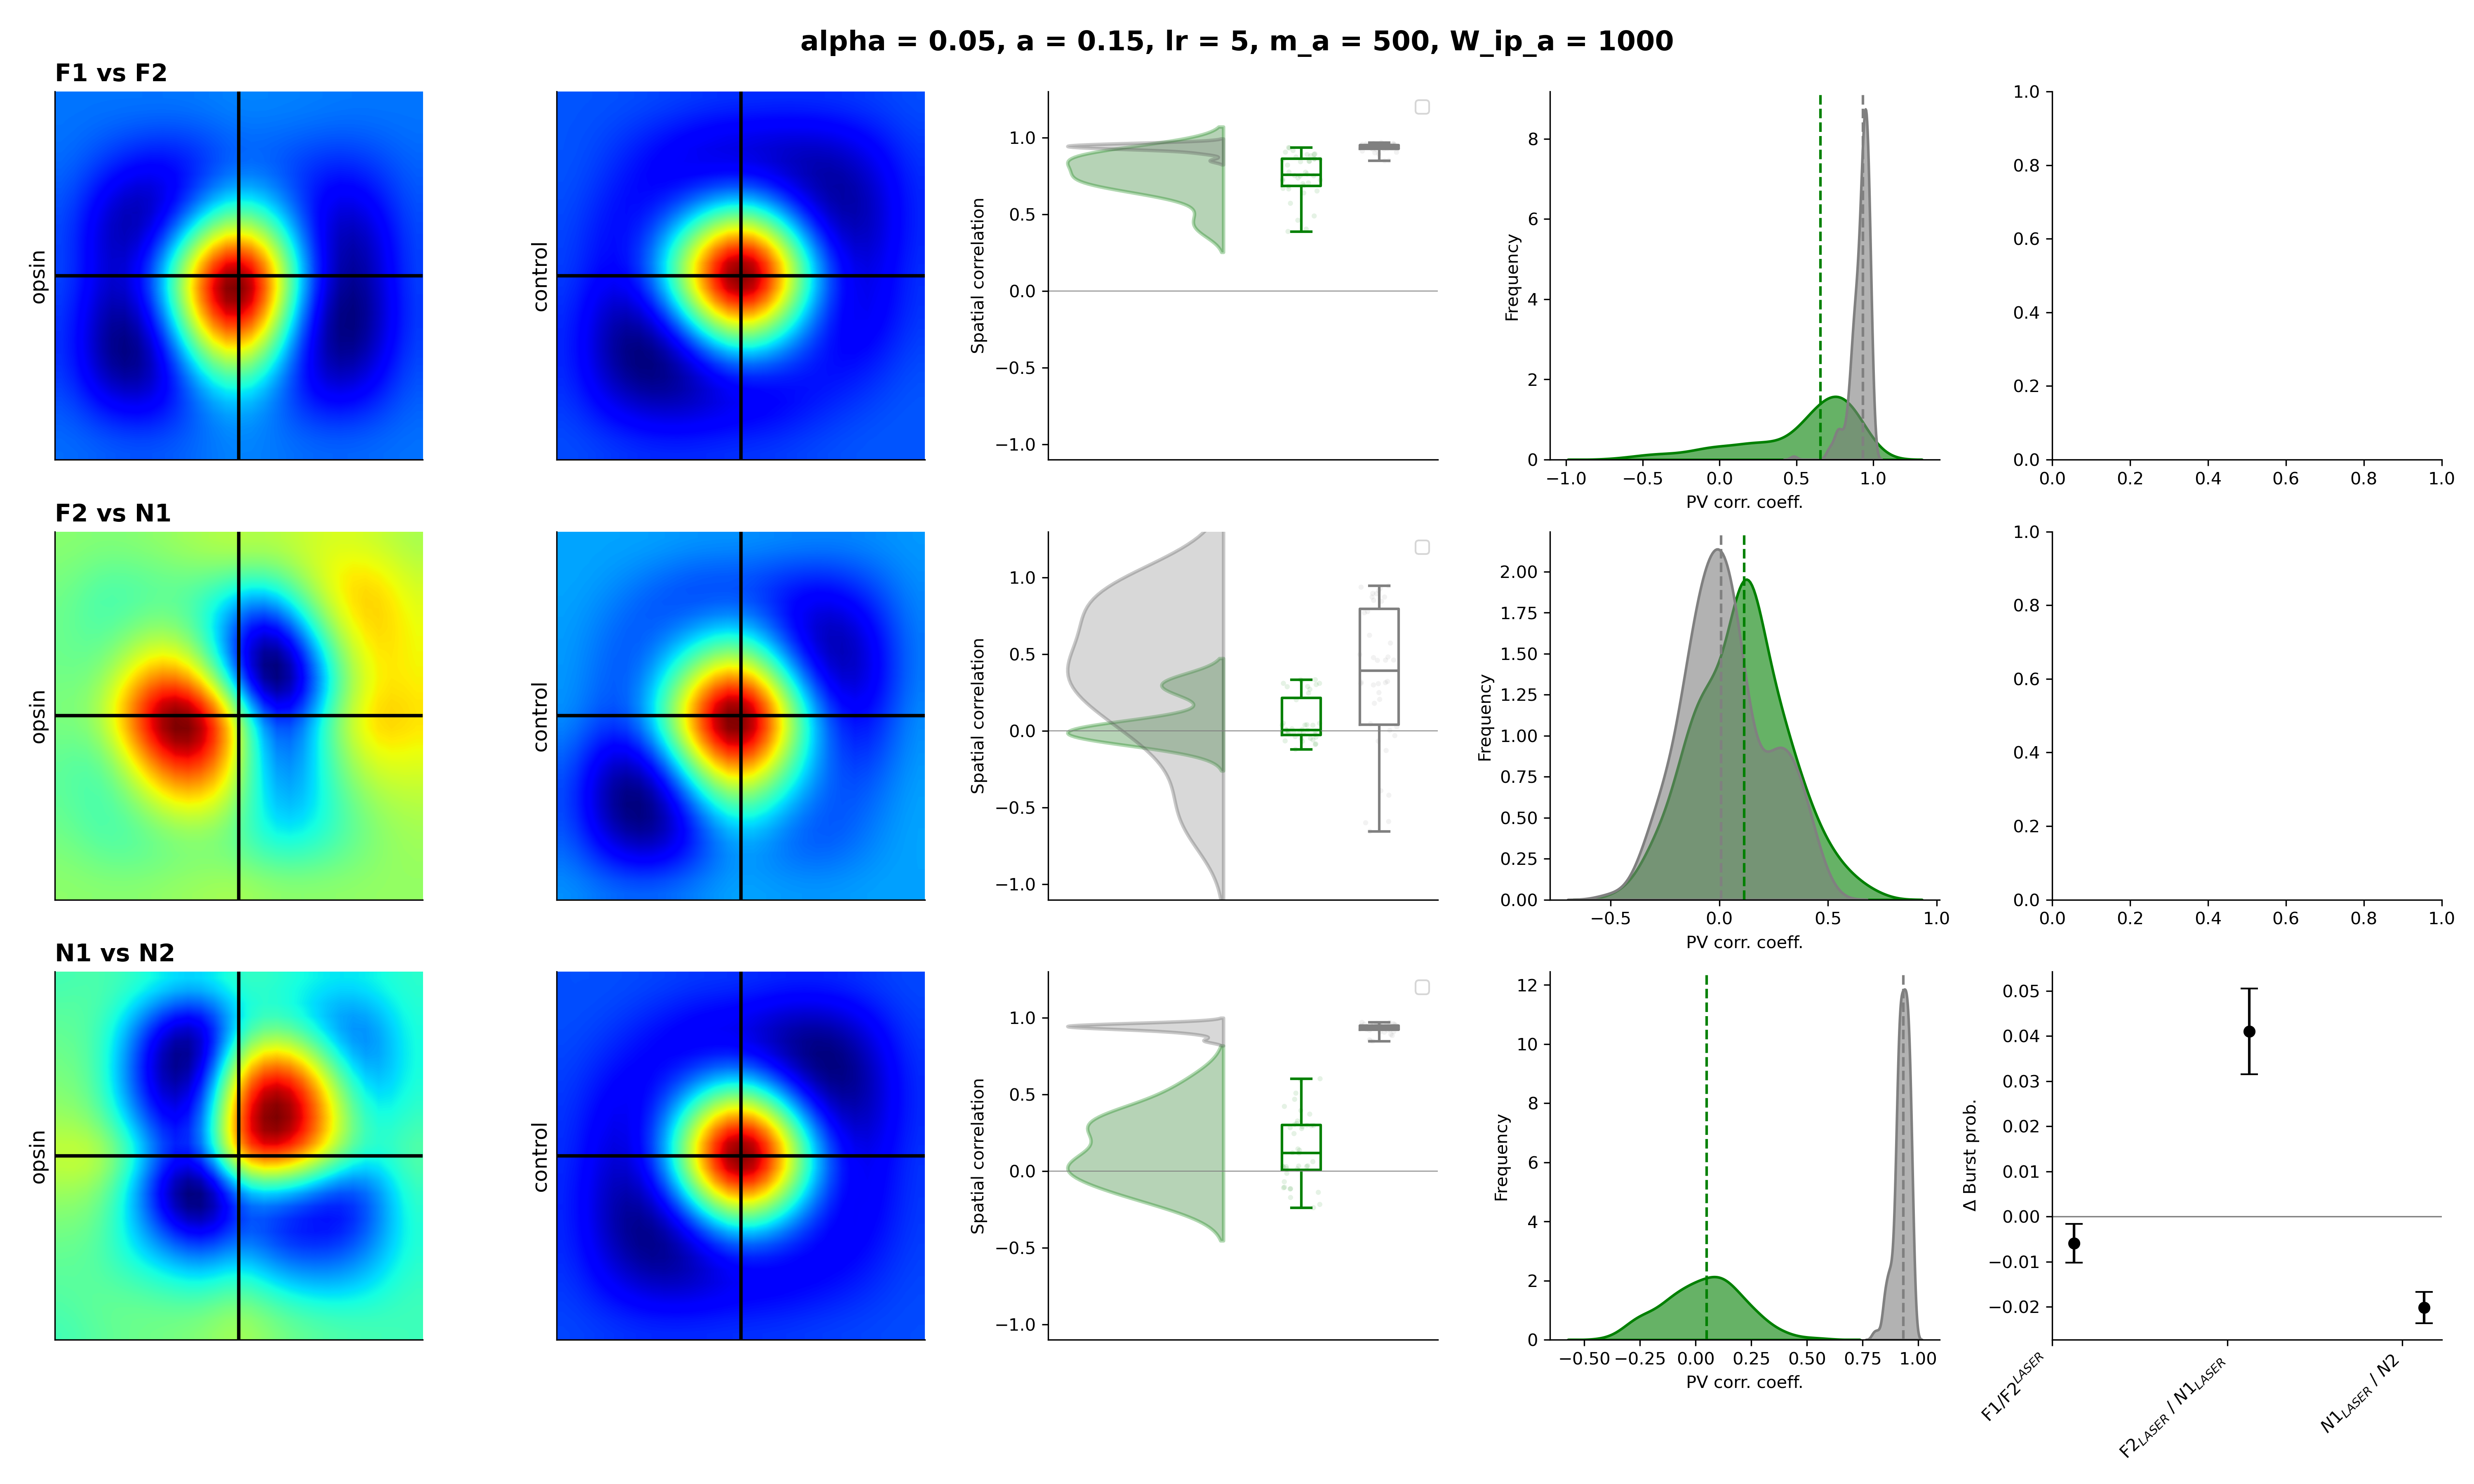 alpha = 0.05, a = 0.15, lr = 5, m_a = 500, W_ip_a = 1000
F1 vs F2
opsin
control
Spatial correlation
1.0
0.5
0.0
−0.5
−1.0
Frequency
8
6
4
2
0
−1.0 −0.5 0.0 0.5 1.0
PV corr. coeff.
1.0
0.8
0.6
0.4
0.2
0.0
0.0 0.2 0.4 0.6 0.8 1.0
F2 vs N1
opsin
control
Spatial correlation
1.0
0.5
0.0
−0.5
−1.0
Frequency
2.00
1.75
1.50
1.25
1.00
0.75
0.50
0.25
0.00
−0.5 0.0 0.5 1.0
PV corr. coeff.
1.0
0.8
0.6
0.4
0.2
0.0
0.0 0.2 0.4 0.6 0.8 1.0
N1 vs N2
opsin
control
Spatial correlation
1.0
0.5
0.0
−0.5
−1.0
Frequency
12
10
8
6
4
2
0
−0.50 −0.25 0.00 0.25 0.50 0.75 1.00
PV corr. coeff.
Δ Burst prob.
0.05
0.04
0.03
0.02
0.01
0.00
−0.01
−0.02
F1/F2^LASER
F2_LASER / N1_LASER
N1_LASER / N2